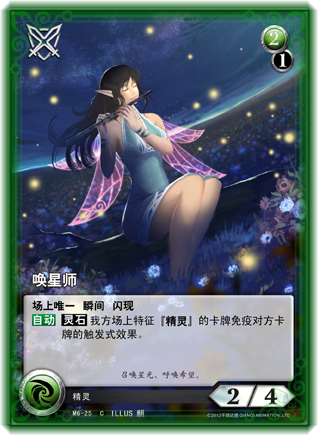 2
1
唤星师
场上唯一 瞬间 闪现
自动 灵石 我方场上特征『精灵』的卡牌免疫对方卡
牌的触发式效果。
召唤星光，呼唤希望。
精灵
2 / 4
M6-25 C ILLUS 麒